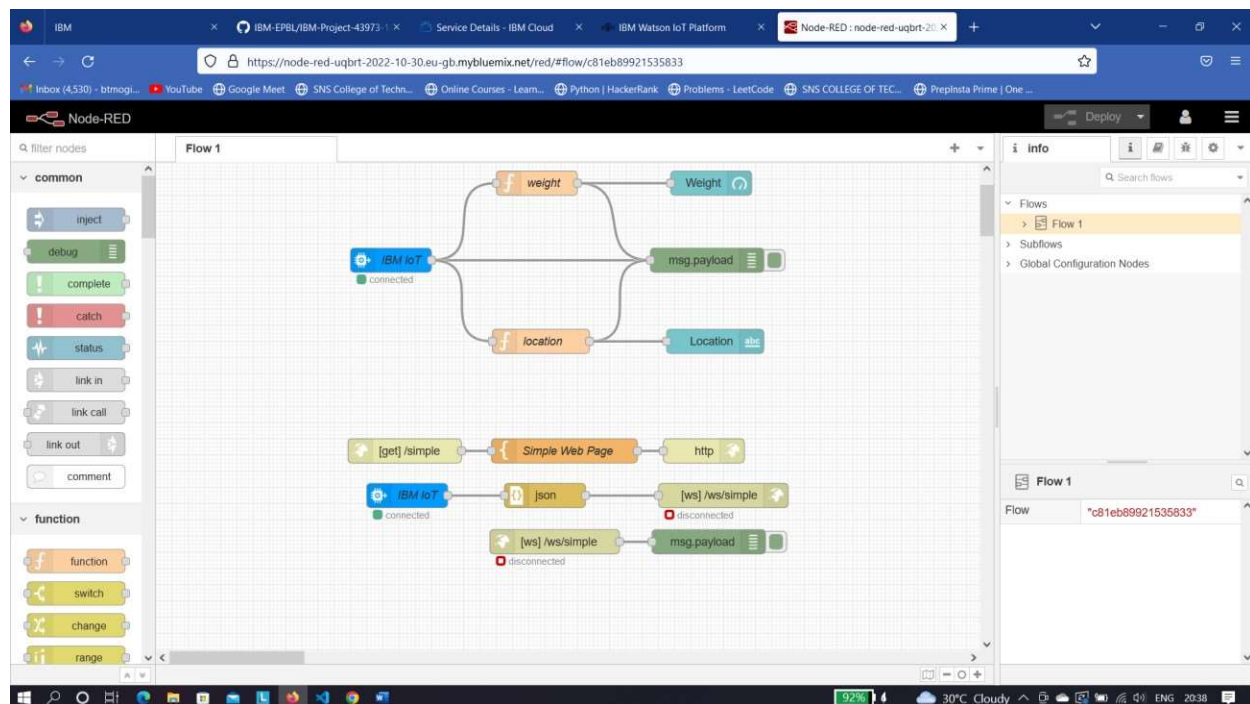 IBM
IBM-EPBL/IBM-Project-43973-1
Service Details - IBM Cloud
IBM Watson IoT Platform
Node-RED : node-red-uqbrt-20
https://node-red-uqbrt-2022-10-30.eu-gb.mybluemix.net/red/#flow/c81eb89921535833
Inbox (4,530) - btmogi... YouTube Google Meet SNS College of Techn... Online Courses - Learn... Python | HackerRank Problems - LeetCode SNS COLLEGE OF TEC... PrepInsta Prime | One ...
Node-RED
Deploy
filter nodes
Flow 1
i info
i
common
weight
Weight
Search flows
Flows
inject
Flow 1
debug
Subflows
IBM IoT
msg.payload
Global Configuration Nodes
connected
complete
catch
location
Location abc
status
link in
link call
link out
[get] /simple
Simple Web Page
http
comment
Flow 1
IBM IoT
json
[ws] /ws/simple
Flow
"c81eb89921535833"
connected
disconnected
function
[ws] /ws/simple
msg.payload
disconnected
function
switch
change
range
92%
30°C Cloudy
ENG
20:38